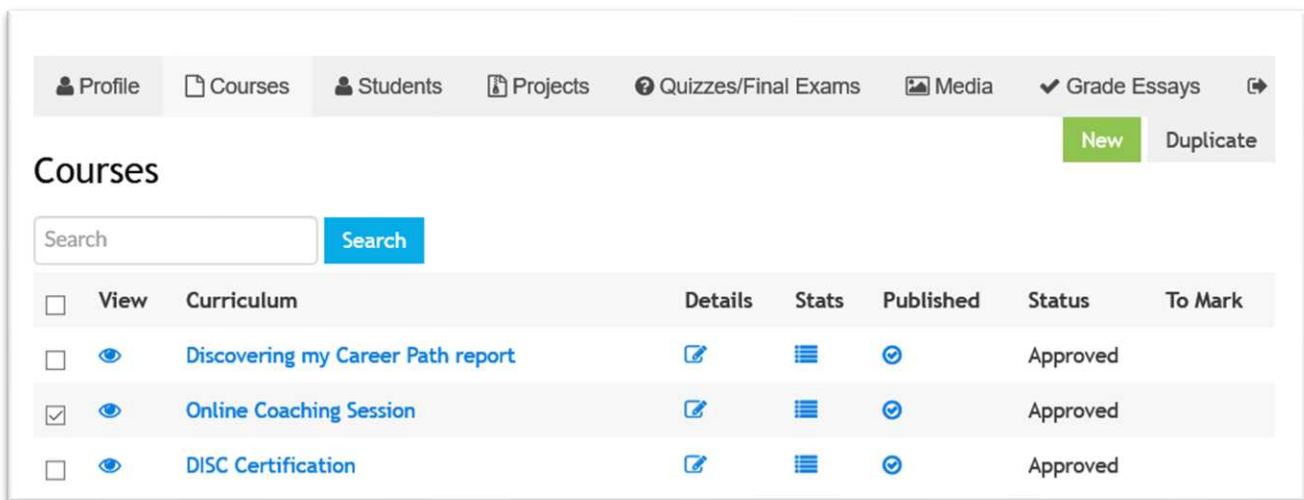 Profile Courses Students Projects Quizzes/Final Exams Media Grade Essays
New Duplicate
Courses
Search Search
View Curriculum Details Stats Published Status To Mark
Discovering my Career Path report Approved
Online Coaching Session Approved
DISC Certification Approved